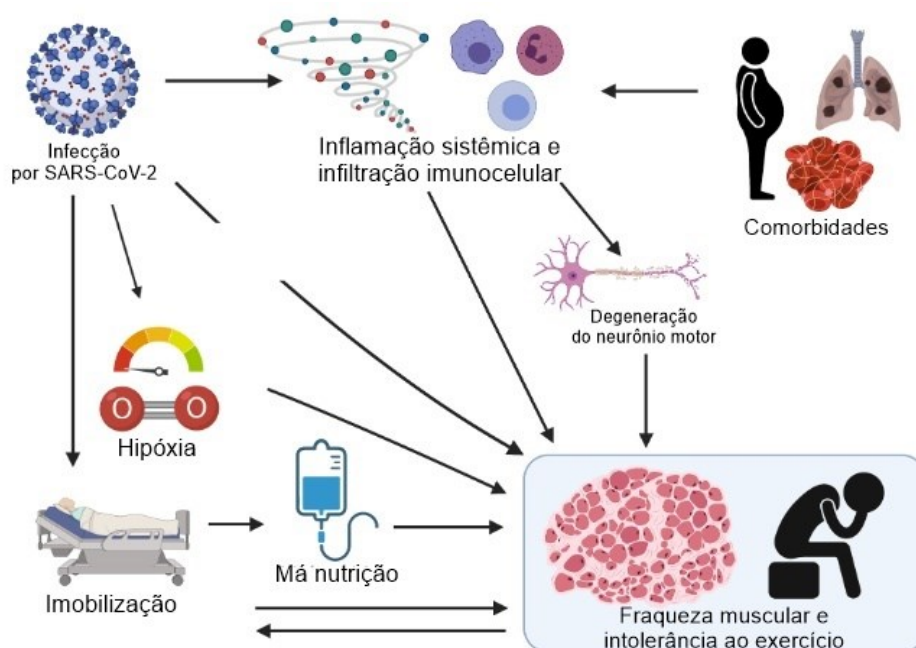 Infecção
por SARS-CoV-2
Inflamação sistêmica e
infiltração imunocelular
Comorbidades
Degeneração
do neurônio motor
O O
Hipóxia
Imobilização
Má nutrição
Fraqueza muscular e
intolerância ao exercício